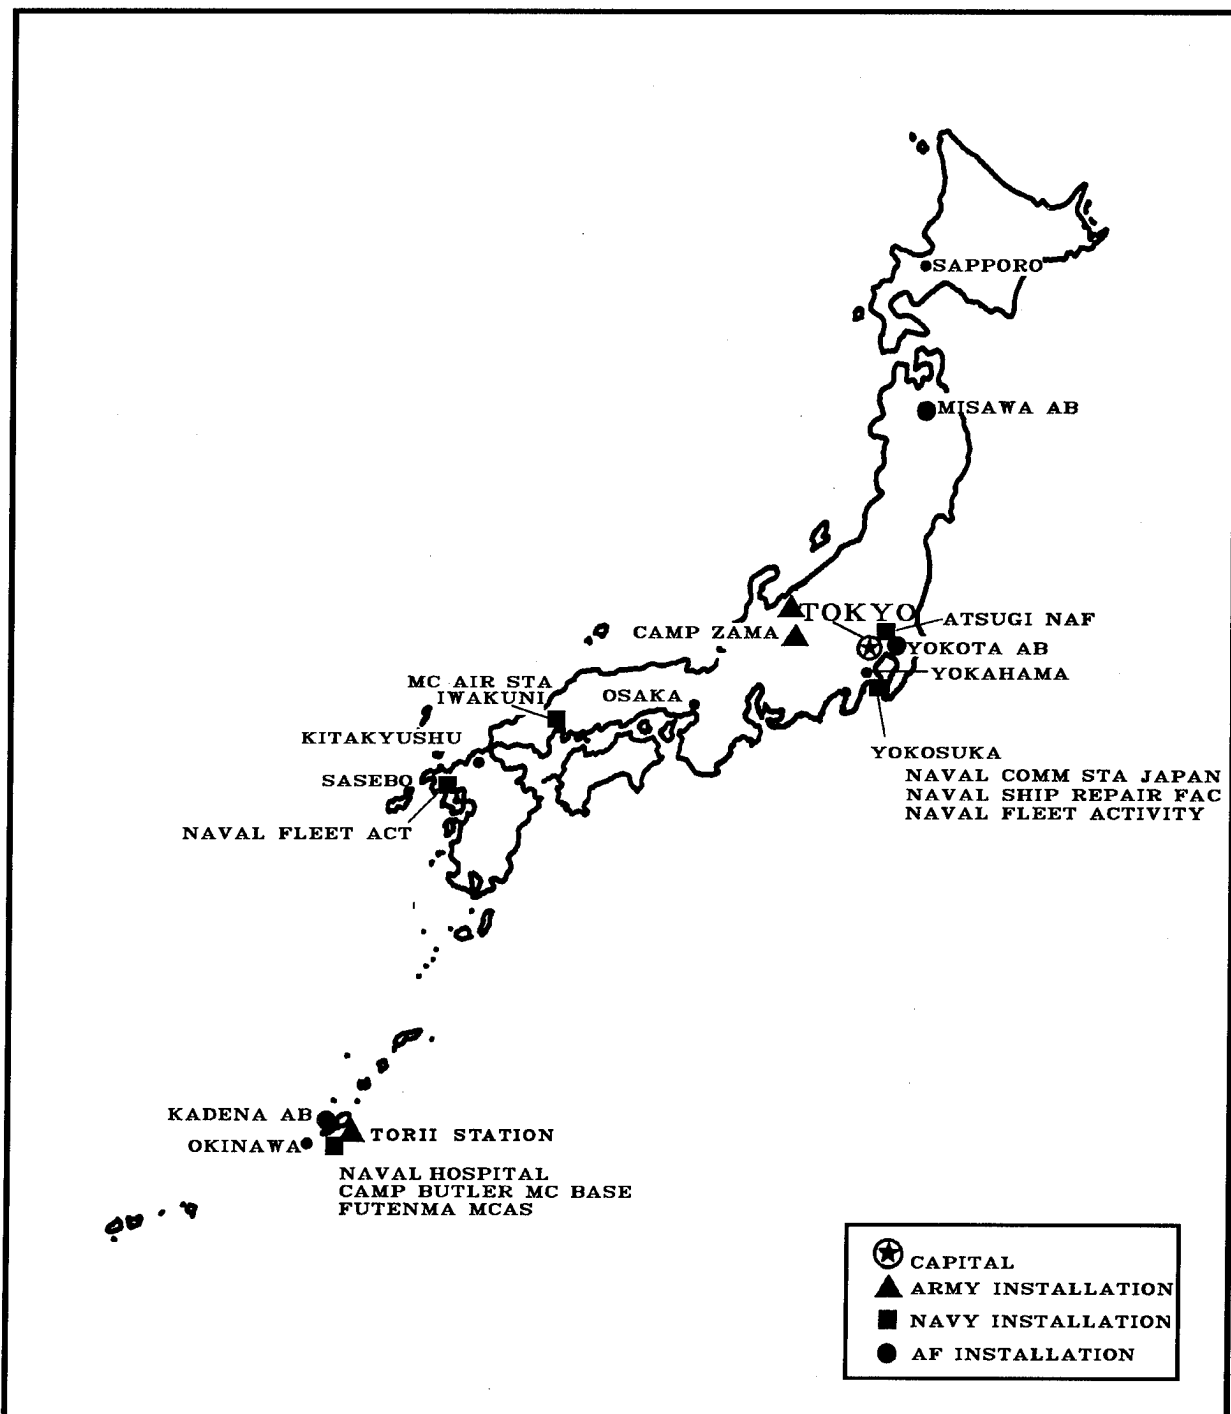 SAPPORO
MISAWA AB
TOKYO
ATSUGI NAF
CAMP ZAMA
YOKOTA AB
YOKAHAMA
MC AIR STA
IWAKUNI
OSAKA
KITAKYUSHU
YOKOSUKA
SASEBO
NAVAL COMM STA JAPAN
NAVAL SHIP REPAIR FAC
NAVAL FLEET ACTIVITY
NAVAL FLEET ACT
KADENA AB
TORII STATION
OKINAWA
NAVAL HOSPITAL
CAMP BUTLER MC BASE
FUTENMA MCAS
CAPITAL
ARMY INSTALLATION
NAVY INSTALLATION
AF INSTALLATION